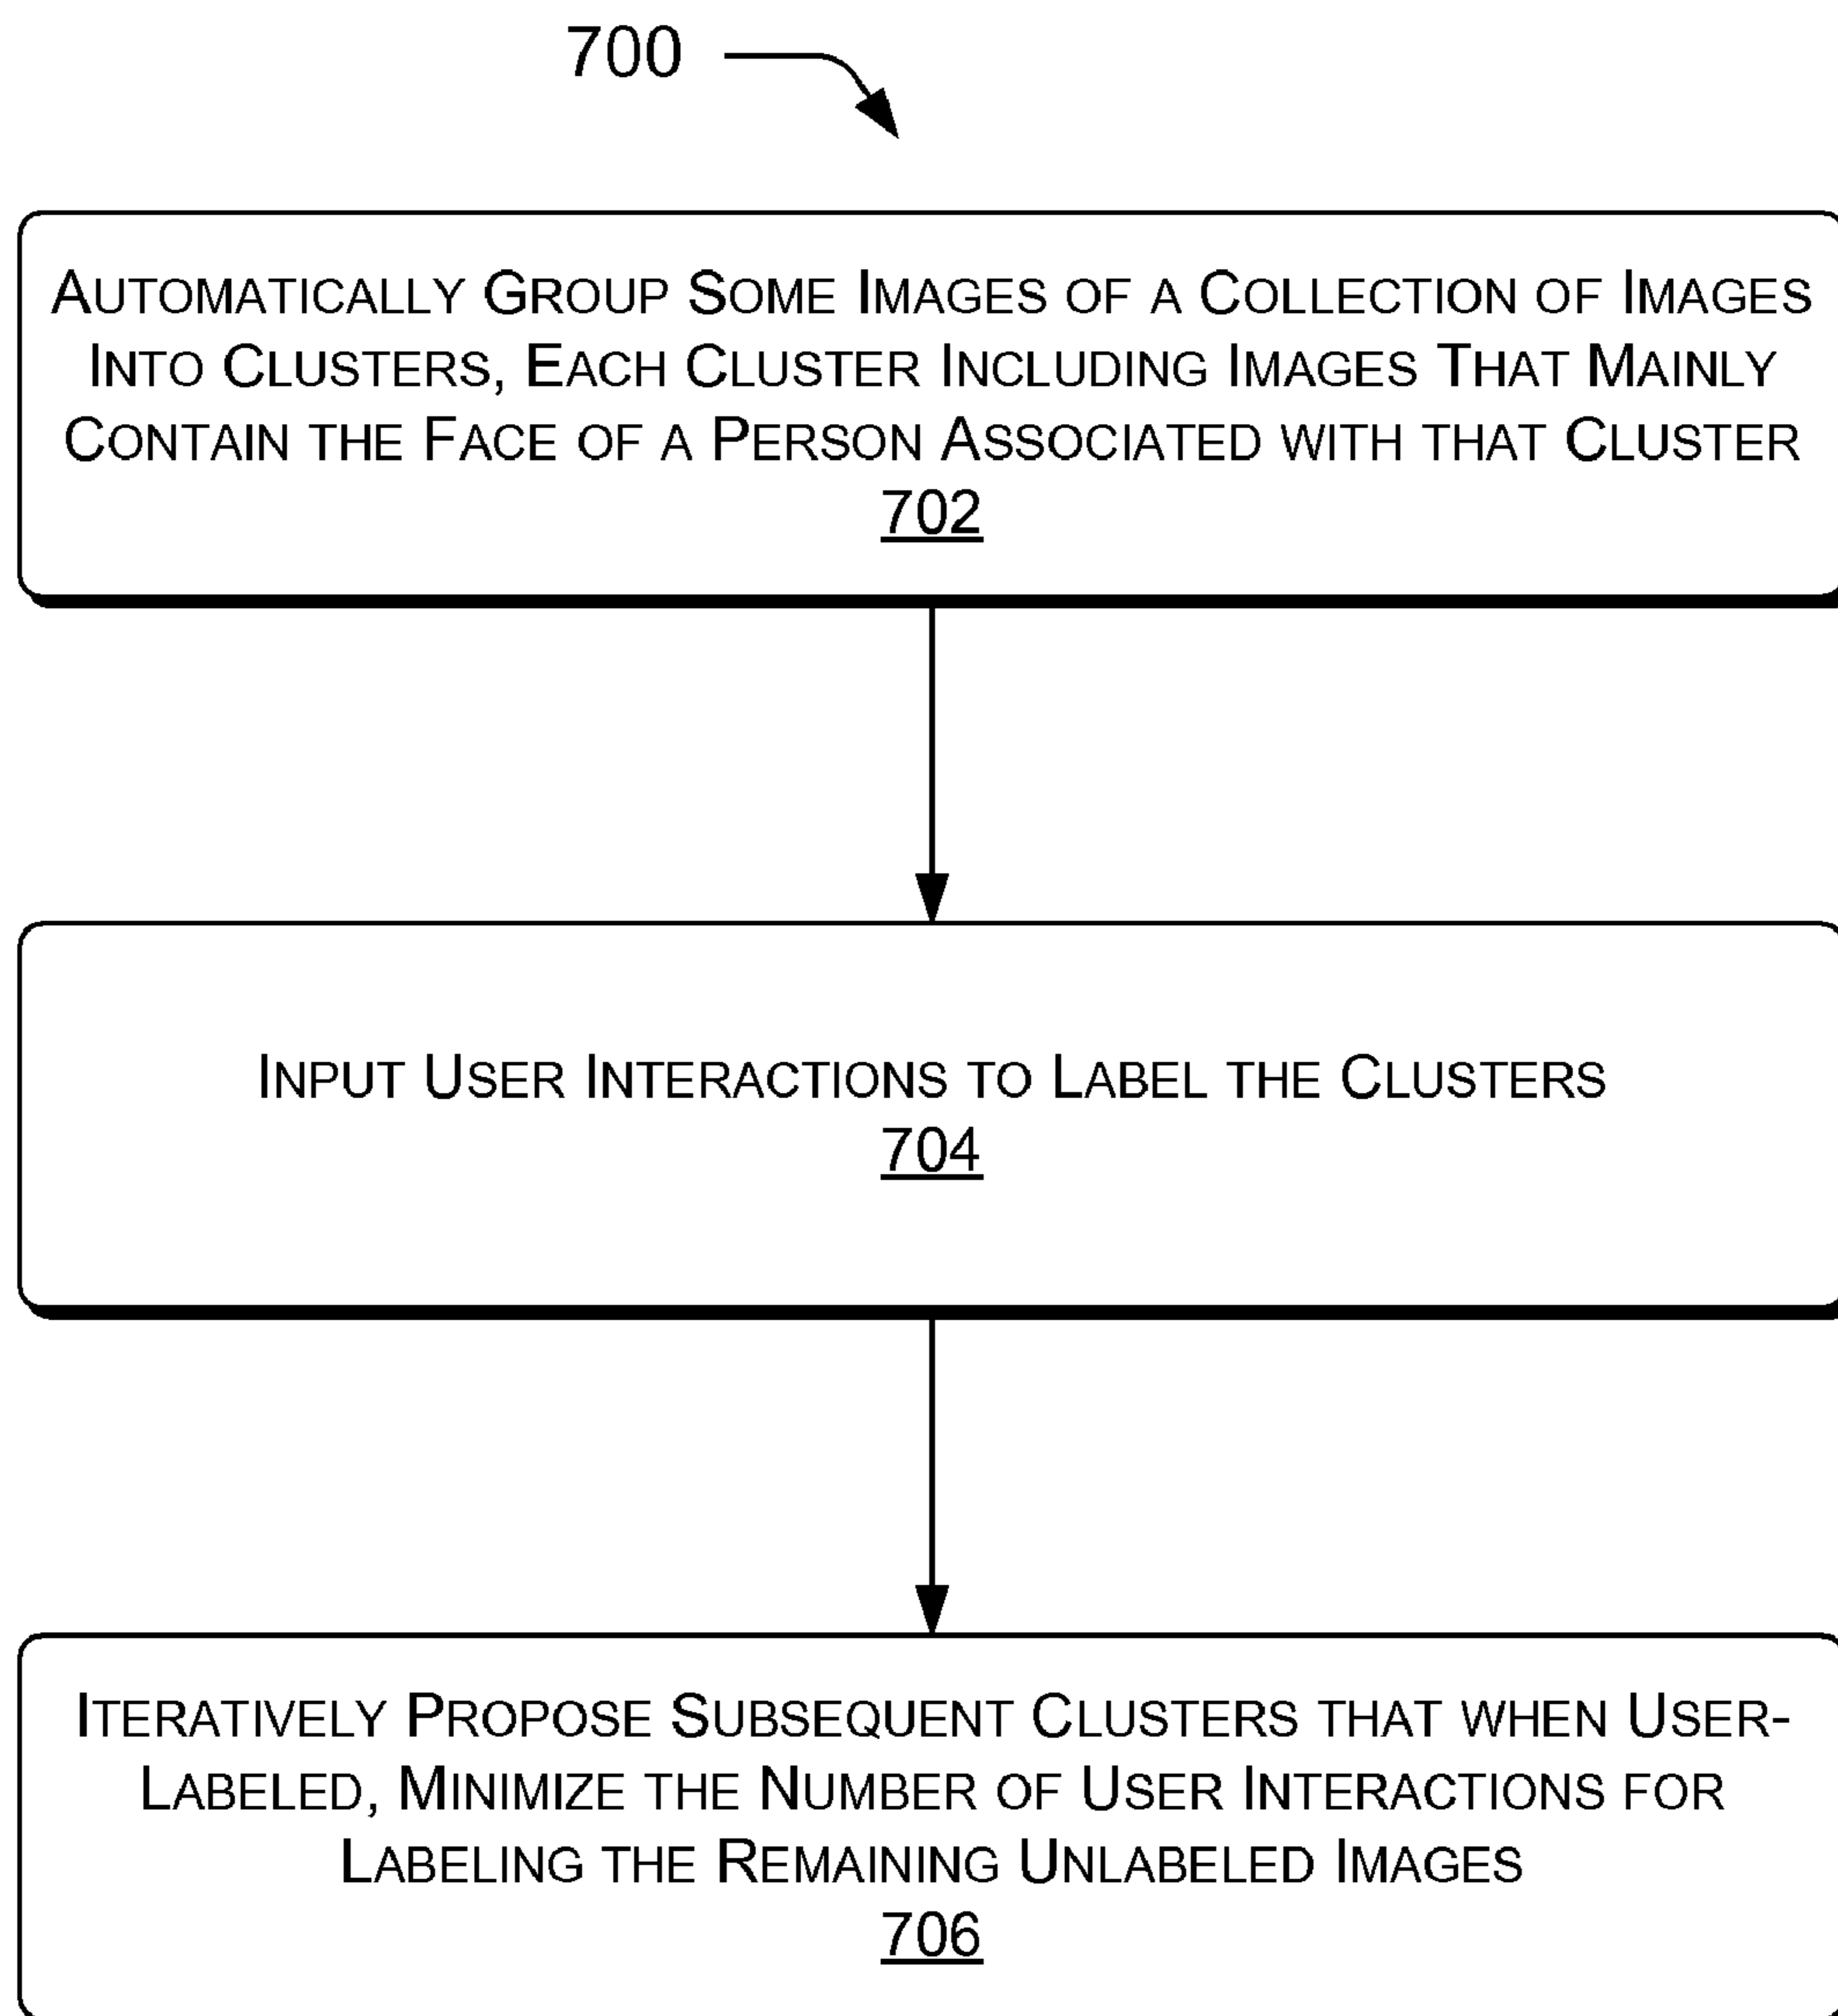 700
AUTOMATICALLY GROUP SOME IMAGES OF A COLLECTION OF IMAGES
INTO CLUSTERS, EACH CLUSTER INCLUDING IMAGES THAT MAINLY
CONTAIN THE FACE OF A PERSON ASSOCIATED WITH THAT CLUSTER
702
INPUT USER INTERACTIONS TO LABEL THE CLUSTERS
704
ITERATIVELY PROPOSE SUBSEQUENT CLUSTERS THAT WHEN USER-
LABELED, MINIMIZE THE NUMBER OF USER INTERACTIONS FOR
LABELING THE REMAINING UNLABELED IMAGES
706